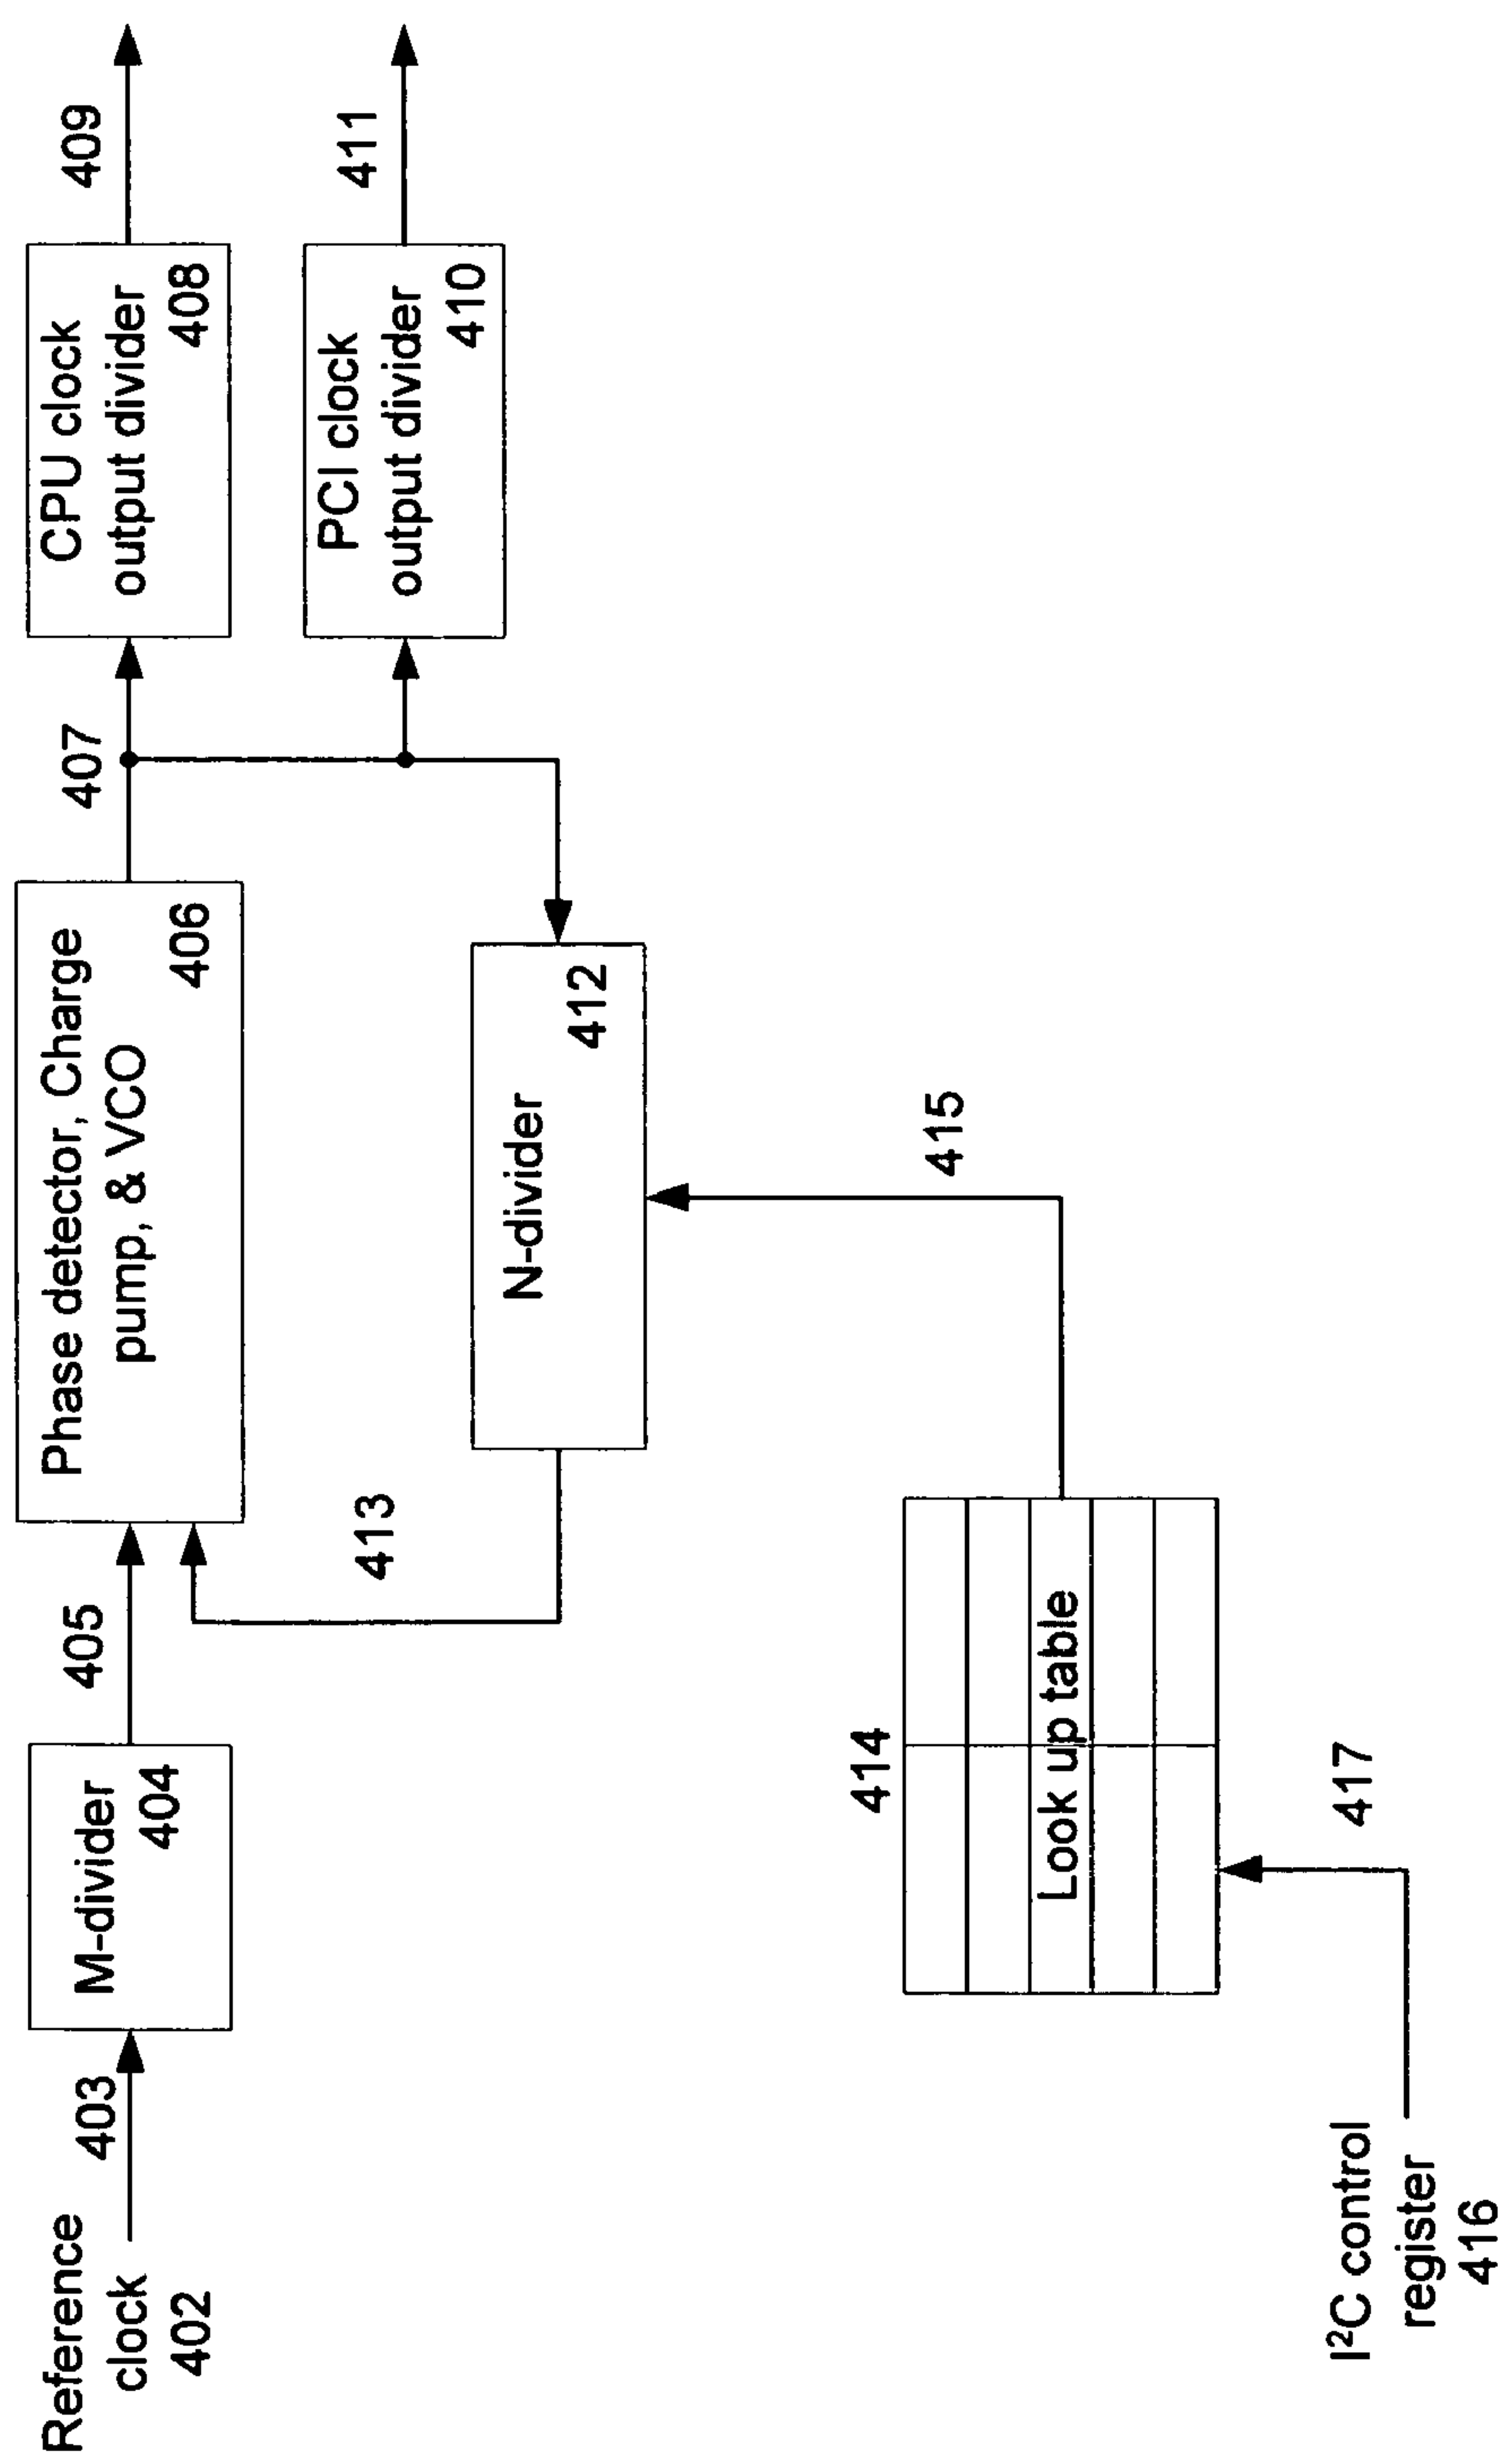 Reference
clock
402
403
M-divider
404
405
Phase detector, Charge
pump, & VCO
406
407
CPU clock
output divider
408
409
PCI clock
output divider
410
411
413
N-divider
412
415
414
Look up table
417
I²C control
register
416